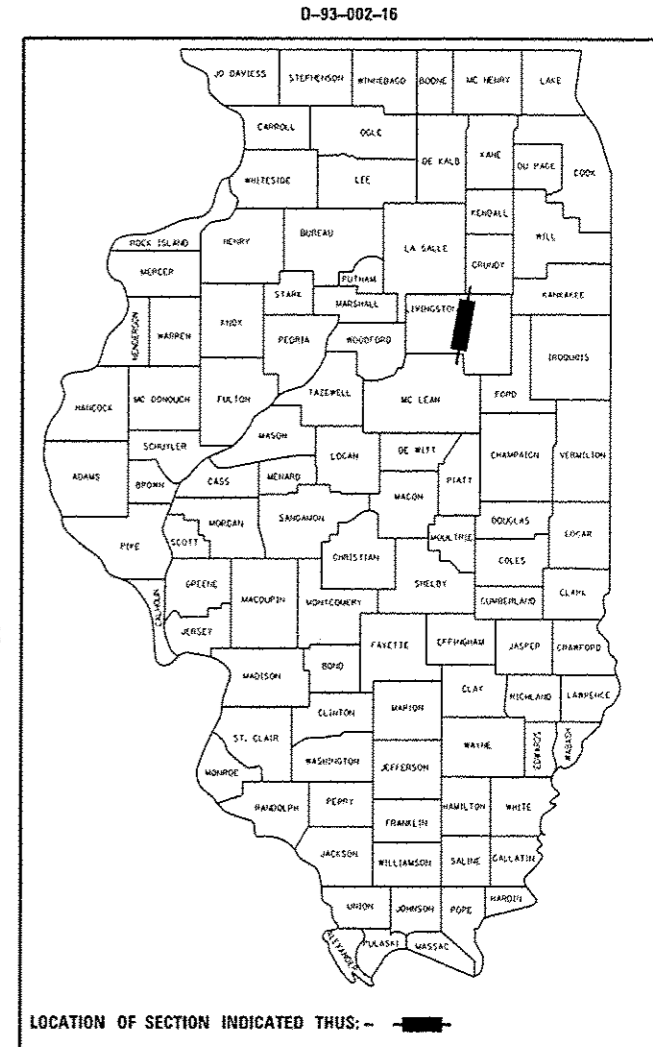 D-93-002-16
JO DAVIESS STEPHENSON WINNEBAGO BOONE MC HENRY LAKE
CARROLL OGLE
DE KALB KANE DU PAGE COOK
WHITESIDE LEE
KENDALL WILL
ROCK ISLAND HENRY BUREAU LA SALLE
MERCER PUTNAM GRUNDY
STARK MARSHALL LIVINGSTON KANKAKEE
HENDERSON WARREN KNOX PEORIA WOODFORD IROQUOIS
HANCOCK MC DONOUGH FULTON TAZEWELL MC LEAN FORD
SCHUYLER MASON LOGAN DE WITT CHAMPAIGN VERMILION
ADAMS BROWN CASS MENARD MACON PIATT
PIKE SCOTT MORGAN SANGAMON CHRISTIAN MOULTRIE DOUGLAS EDGAR
COLES
CALHOUN GREENE MACOUPIN MONTGOMERY SHELBY CUMBERLAND CLARK
JERSEY FAYETTE EFFINGHAM JASPER CRAWFORD
MADISON BOND CLAY RICHLAND LAWRENCE
CLINTON MARION
ST. CLAIR WASHINGTON JEFFERSON WAYNE EDWARDS WABASH
MONROE
RANDOLPH PERRY FRANKLIN HAMILTON WHITE
JACKSON WILLIAMSON SALINE GALLATIN
UNION JOHNSON POPE HARDIN
ALEXANDER PULASKI MASSAC
LOCATION OF SECTION INDICATED THUS: -